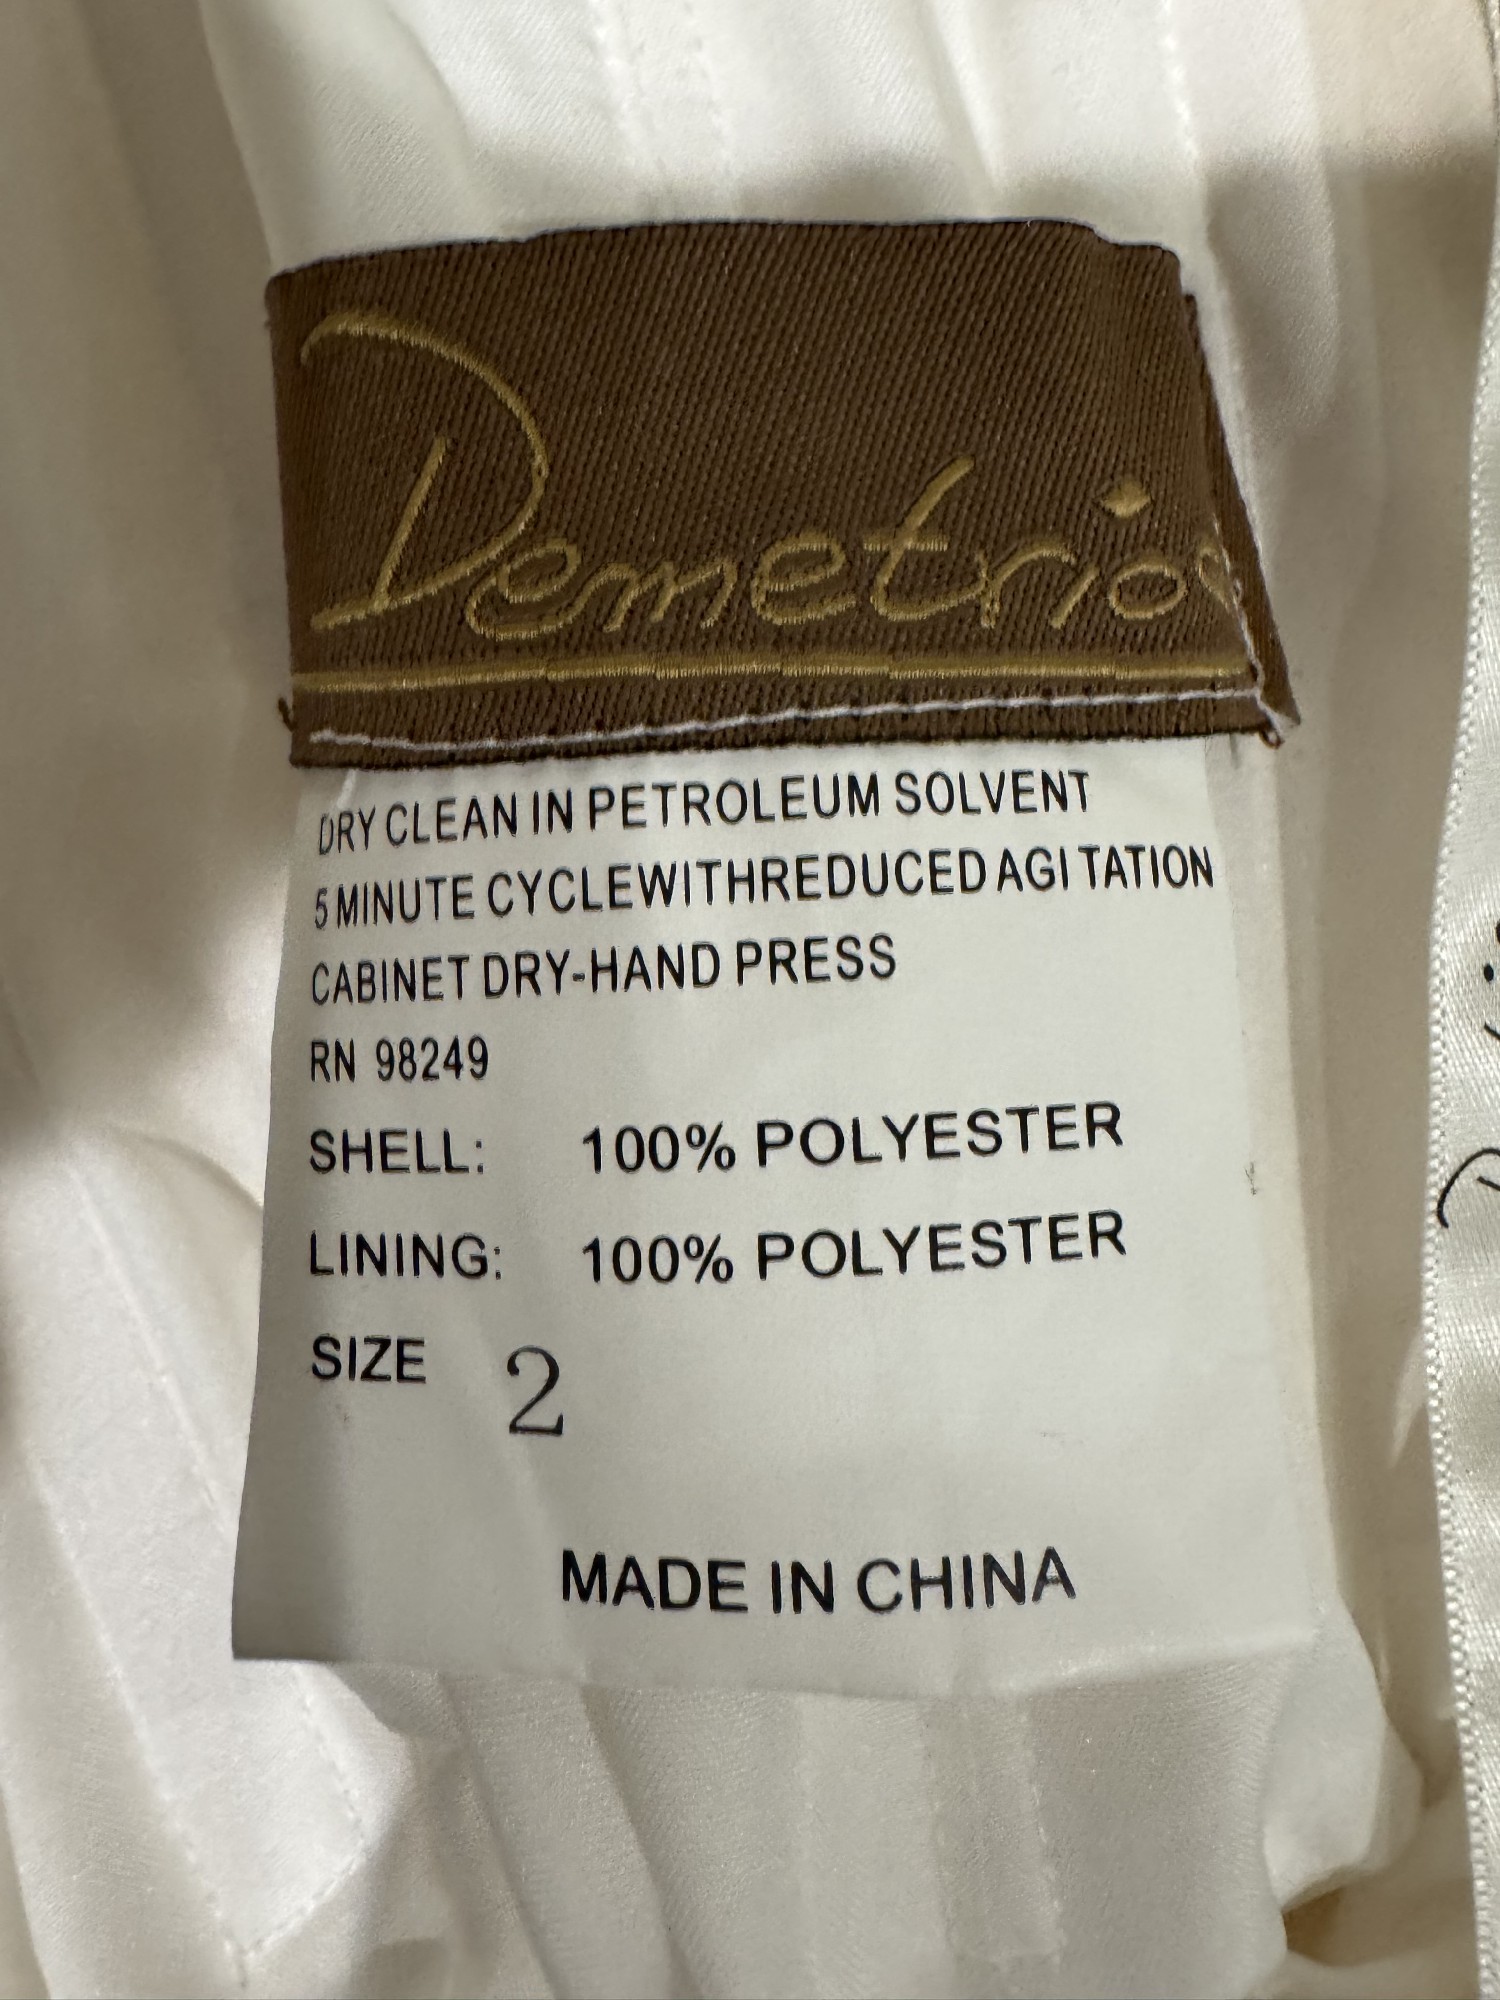 Demetrios
DRY CLEAN IN PETROLEUM SOLVENT
5 MINUTE CYCLEWITHREDUCED AGI TATION
CABINET DRY-HAND PRESS
RN 98249
SHELL: 100% POLYESTER
LINING: 100% POLYESTER
SIZE 2
MADE IN CHINA